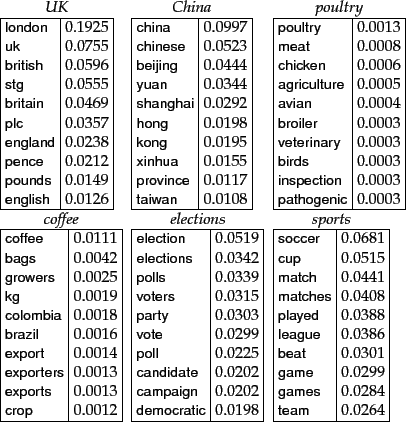 UK China poultry
london 0.1925 china 0.0997 poultry 0.0013
uk 0.0755 chinese 0.0523 meat 0.0008
british 0.0596 beijing 0.0444 chicken 0.0006
stg 0.0555 yuan 0.0344 agriculture 0.0005
britain 0.0469 shanghai 0.0292 avian 0.0004
plc 0.0357 hong 0.0198 broiler 0.0003
england 0.0238 kong 0.0195 veterinary 0.0003
pence 0.0212 xinhua 0.0155 birds 0.0003
pounds 0.0149 province 0.0117 inspection 0.0003
english 0.0126 taiwan 0.0108 pathogenic 0.0003
coffee elections sports
coffee 0.0111 election 0.0519 soccer 0.0681
bags 0.0042 elections 0.0342 cup 0.0515
growers 0.0025 polls 0.0339 match 0.0441
kg 0.0019 voters 0.0315 matches 0.0408
colombia 0.0018 party 0.0303 played 0.0388
brazil 0.0016 vote 0.0299 league 0.0386
export 0.0014 poll 0.0225 beat 0.0301
exporters 0.0013 candidate 0.0202 game 0.0299
exports 0.0013 campaign 0.0202 games 0.0284
crop 0.0012 democratic 0.0198 team 0.0264